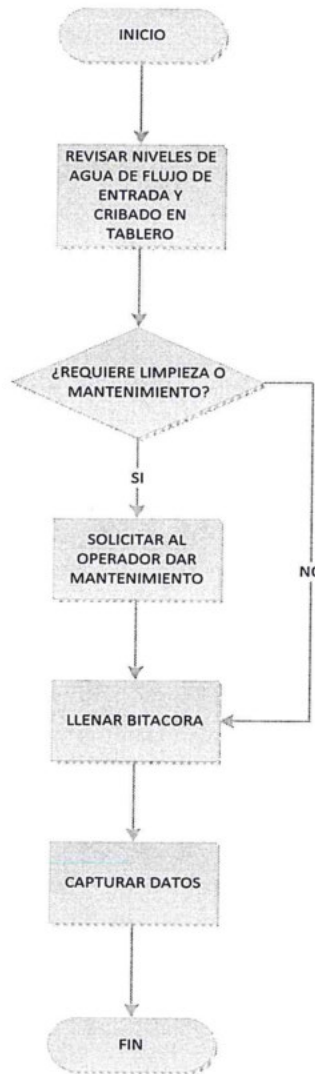 INICIO
REVISAR NIVELES DE
AGUA DE FLUJO DE
ENTRADA Y
CRIBADO EN
TABLERO
¿REQUIERE LIMPIEZA O
MANTENIMIENTO?
SI
SOLICITAR AL
OPERADOR DAR
MANTENIMIENTO
NO
LLENAR BITACORA
CAPTURAR DATOS
FIN